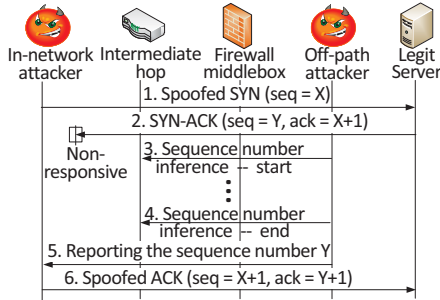 In-network attacker
Intermediate hop
Firewall middlebox
Off-path attacker
Legit Server
1. Spoofed SYN (seq = X)
2. SYN-ACK (seq = Y, ack = X+1)
Non-responsive
3. Sequence number
inference -- start
4. Sequence number
inference -- end
5. Reporting the sequence number Y
6. Spoofed ACK (seq = X+1, ack = Y+1)